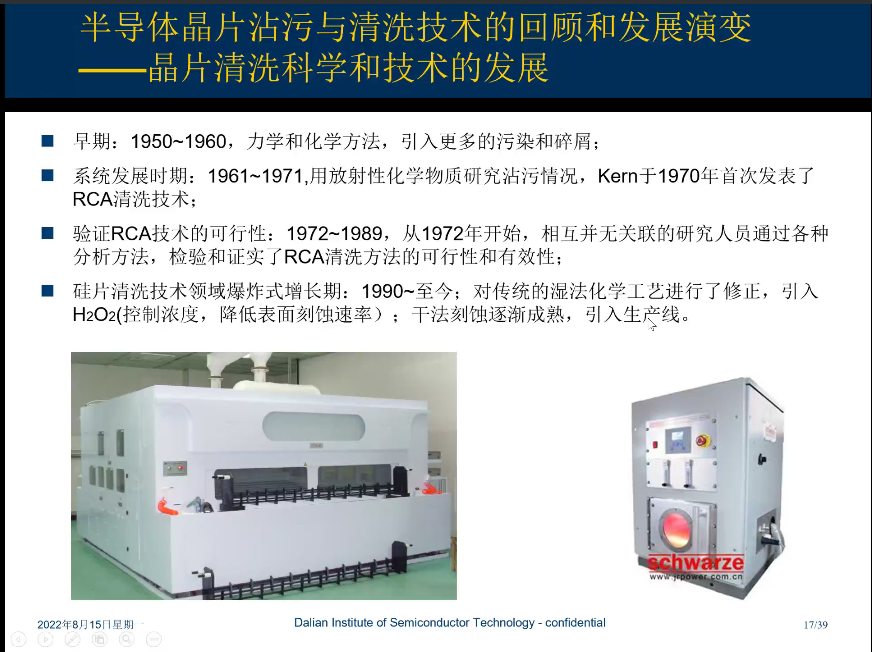 半导体晶片沾污与清洗技术的回顾和发展演变
——晶片清洗科学和技术的发展
早期：1950~1960，力学和化学方法，引入更多的污染和碎屑；
系统发展时期：1961~1971,用放射性化学物质研究沾污情况，Kern于1970年首次发表了
RCA清洗技术；
验证RCA技术的可行性：1972~1989，从1972年开始，相互并无关联的研究人员通过各种
分析方法，检验和证实了RCA清洗方法的可行性和有效性；
硅片清洗技术领域爆炸式增长期：1990~至今；对传统的湿法化学工艺进行了修正，引入
H2O2(控制浓度，降低表面刻蚀速率）；干法刻蚀逐渐成熟，引入生产线。
schwarze
www.jrpower.com.cn
2022年8月15日星期一
Dalian Institute of Semiconductor Technology - confidential
17/39